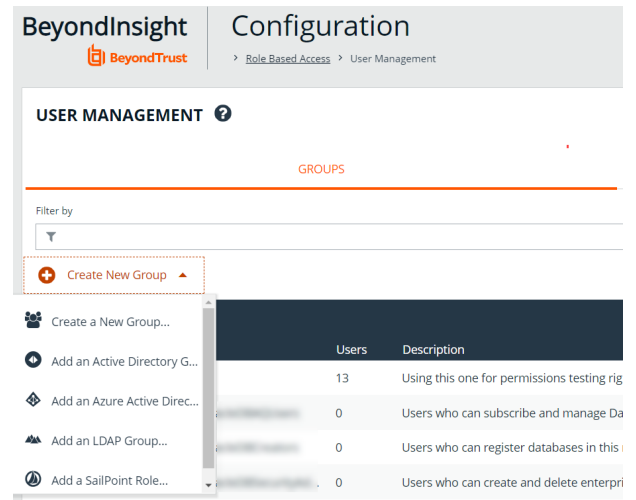 BeyondInsight
BeyondTrust
Configuration
> Role Based Access > User Management
USER MANAGEMENT ?
GROUPS
Filter by
Create New Group
Create a New Group...
Add an Active Directory G...
Add an Azure Active Direc...
Add an LDAP Group...
Add a SailPoint Role...
Users Description
13 Using this one for permissions testing rig
0 Users who can subscribe and manage Da
0 Users who can register databases in this
. 0 Users who can create and delete enterpri